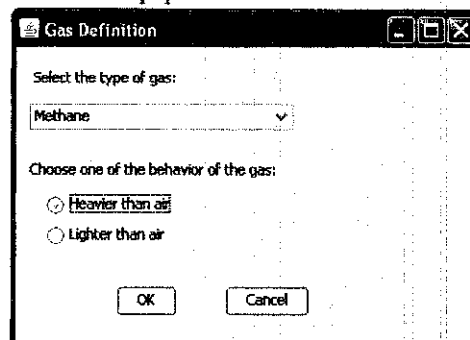 Gas Definition
Select the type of gas:
Methane
Choose one of the behavior of the gas:
Heavier than air
Lighter than air
OK
Cancel